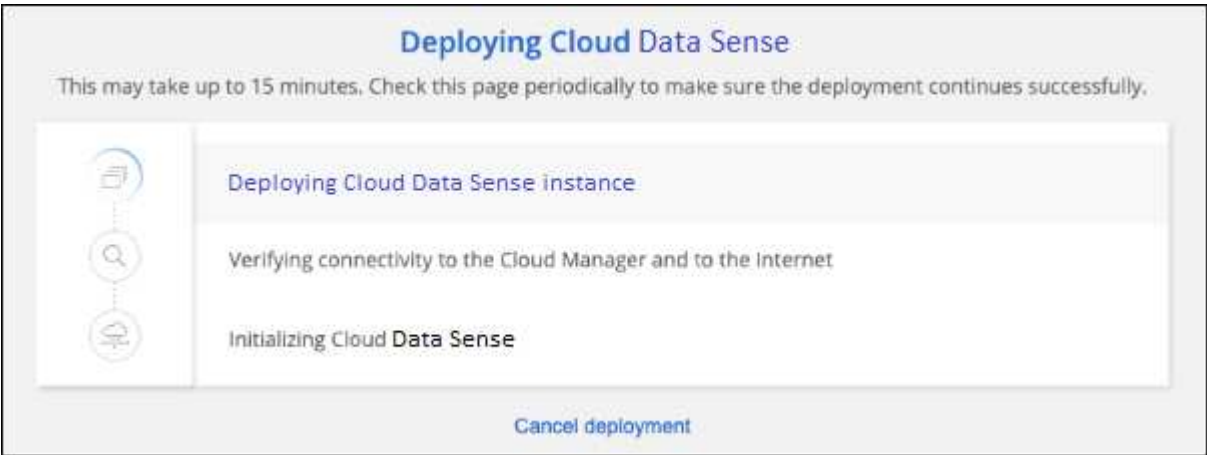 Deploying Cloud Data Sense
This may take up to 15 minutes. Check this page periodically to make sure the deployment continues successfully.
Deploying Cloud Data Sense instance
Verifying connectivity to the Cloud Manager and to the Internet
Initializing Cloud Data Sense
Cancel deployment